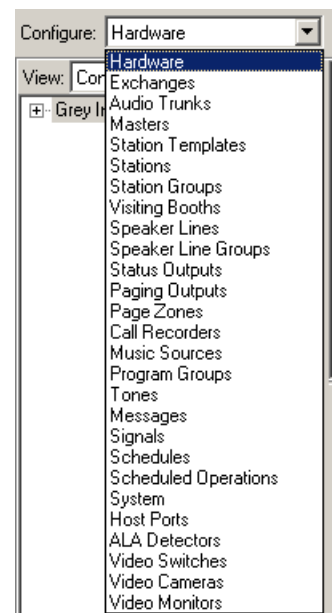 Configure: Hardware
View: Con
Grey In
Hardware
Exchanges
Audio Trunks
Masters
Station Templates
Stations
Station Groups
Visiting Booths
Speaker Lines
Speaker Line Groups
Status Outputs
Paging Outputs
Page Zones
Call Recorders
Music Sources
Program Groups
Tones
Messages
Signals
Schedules
Scheduled Operations
System
Host Ports
ALA Detectors
Video Switches
Video Cameras
Video Monitors